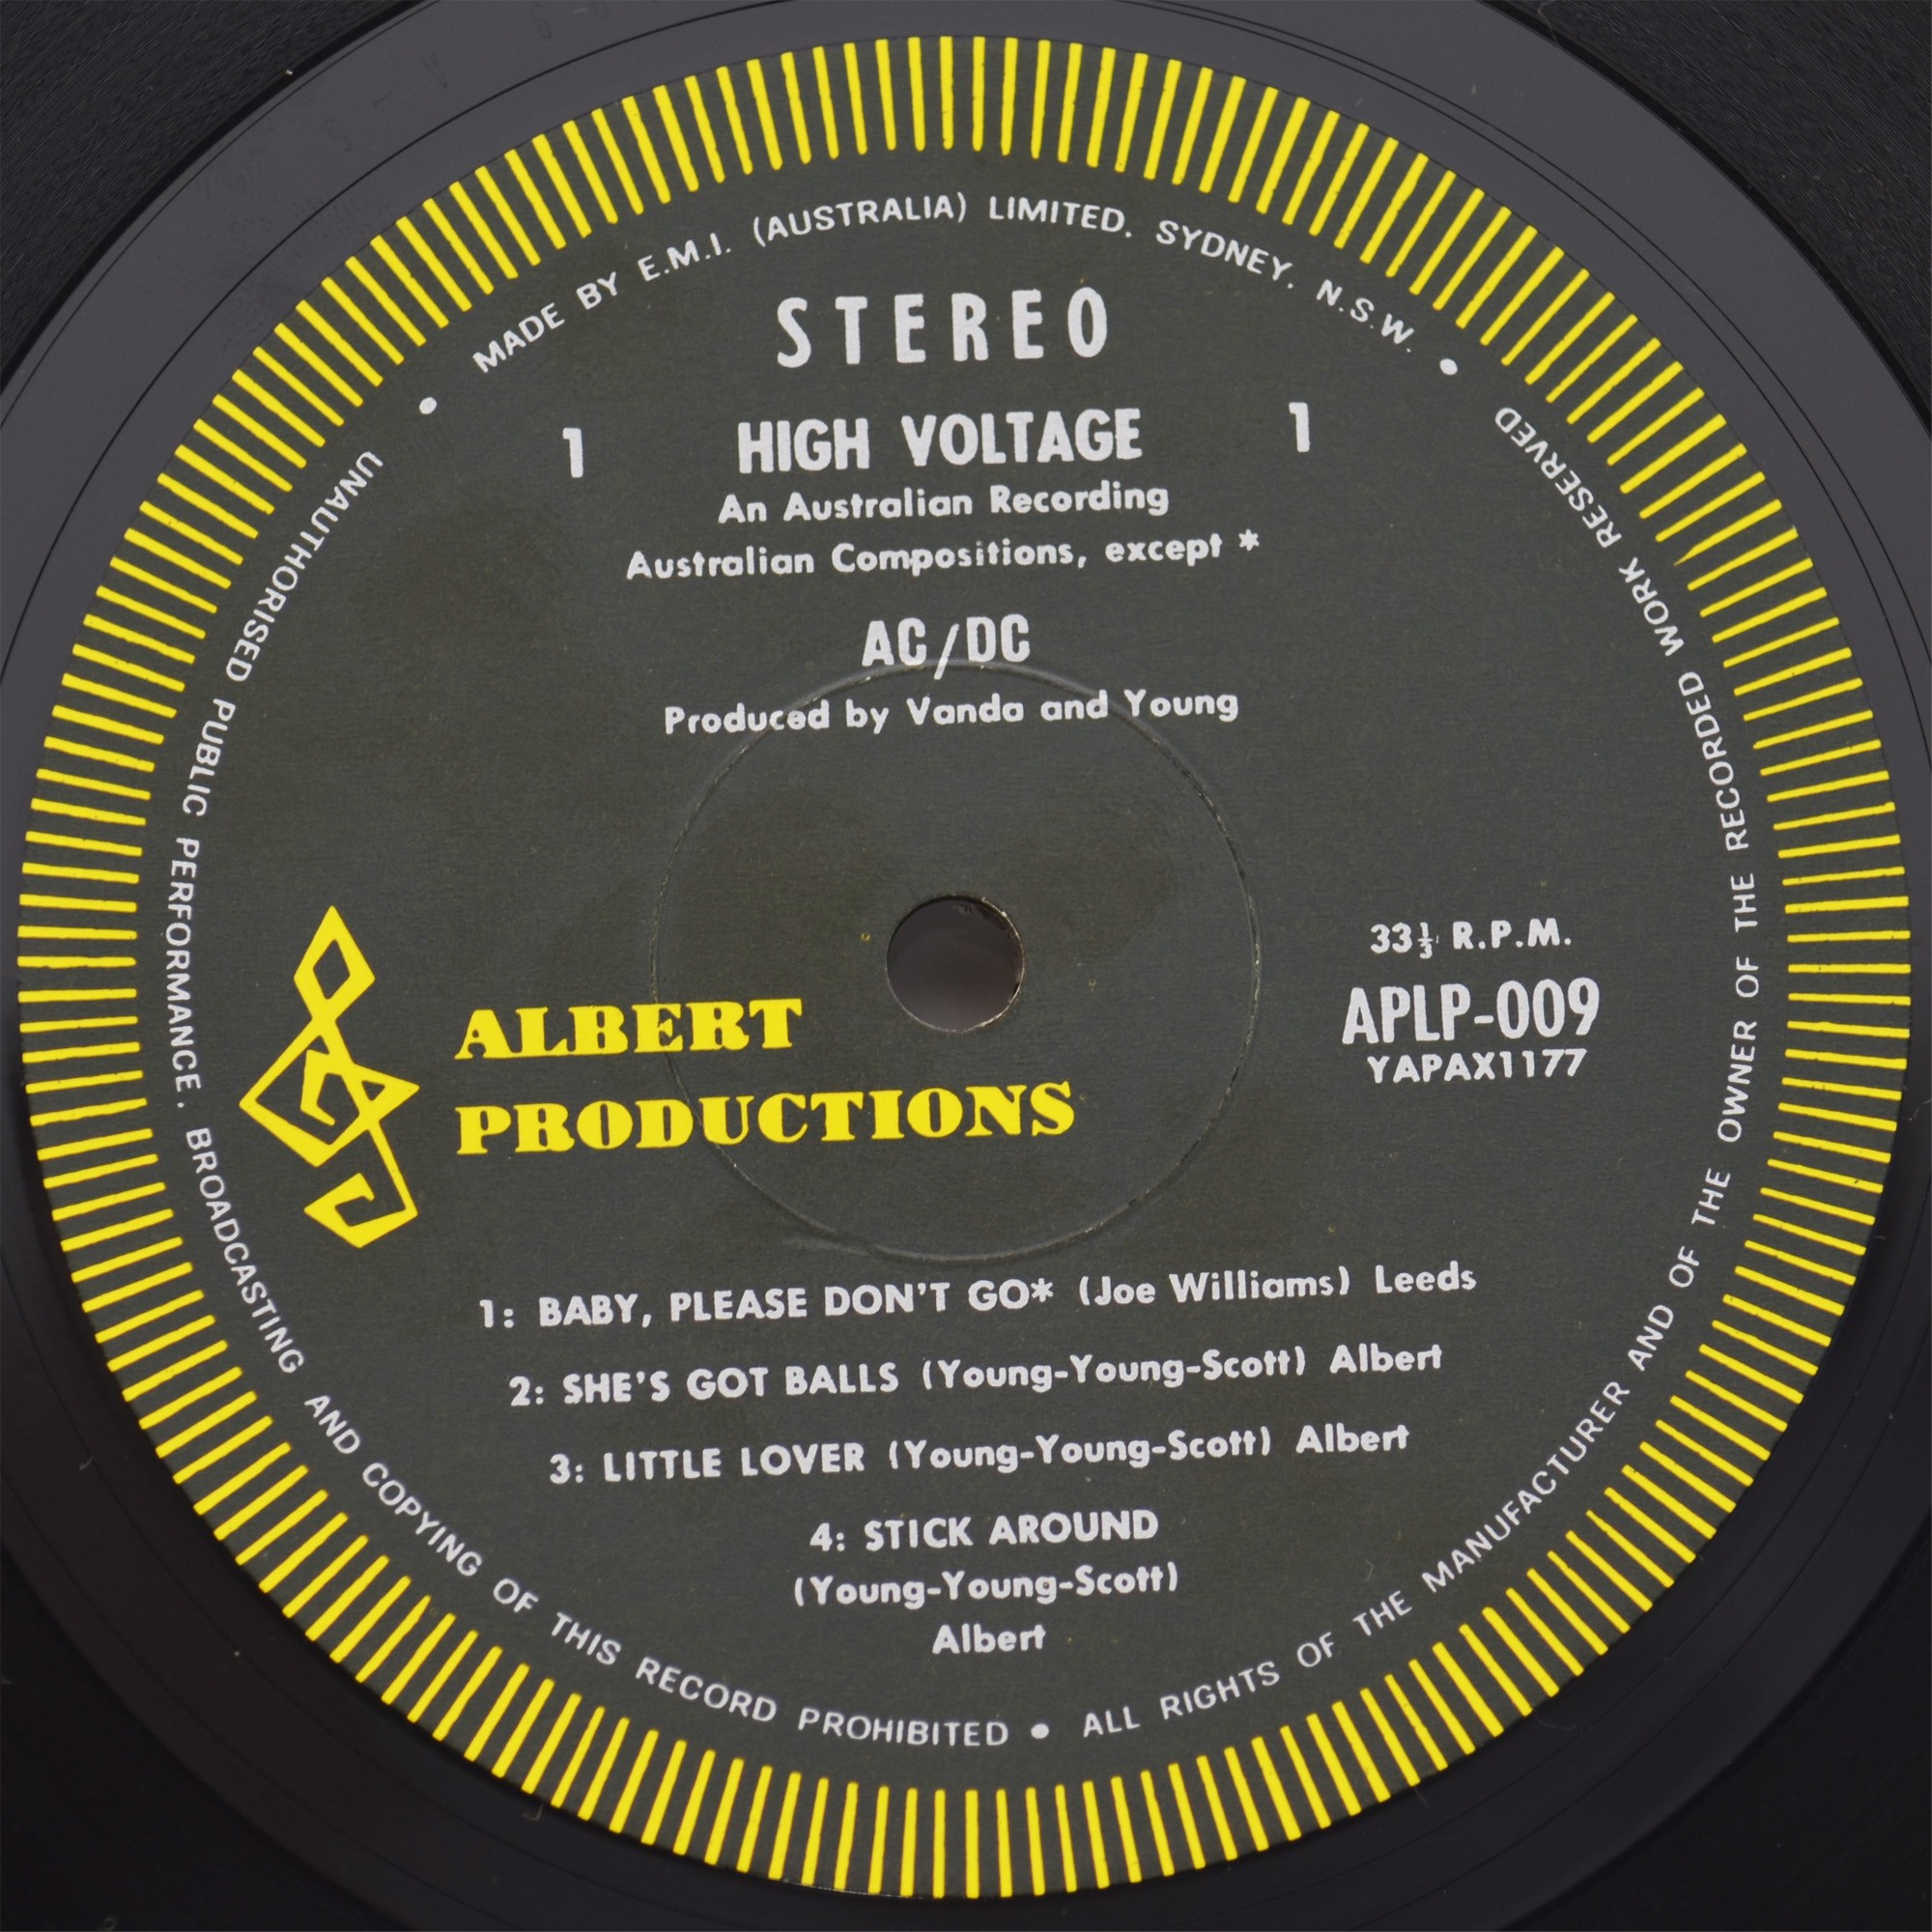 MADE BY E.M.I. (AUSTRALIA) LIMITED. SYDNEY. N.S.W.
STEREO
1 HIGH VOLTAGE 1
An Australian Recording
Australian Compositions, except *
AC/DC
Produced by Vanda and Young
33⅓ R.P.M.
APLP-009
YAPAX1177
ALBERT
PRODUCTIONS
1: BABY, PLEASE DON'T GO* (Joe Williams) Leeds
2: SHE'S GOT BALLS (Young-Young-Scott) Albert
3: LITTLE LOVER (Young-Young-Scott) Albert
4: STICK AROUND
(Young-Young-Scott)
Albert
UNAUTHORISED PUBLIC PERFORMANCE. BROADCASTING AND COPYING OF THIS RECORD PROHIBITED • ALL RIGHTS OF THE MANUFACTURER AND OF THE OWNER OF THE RECORDED WORK RESERVED •